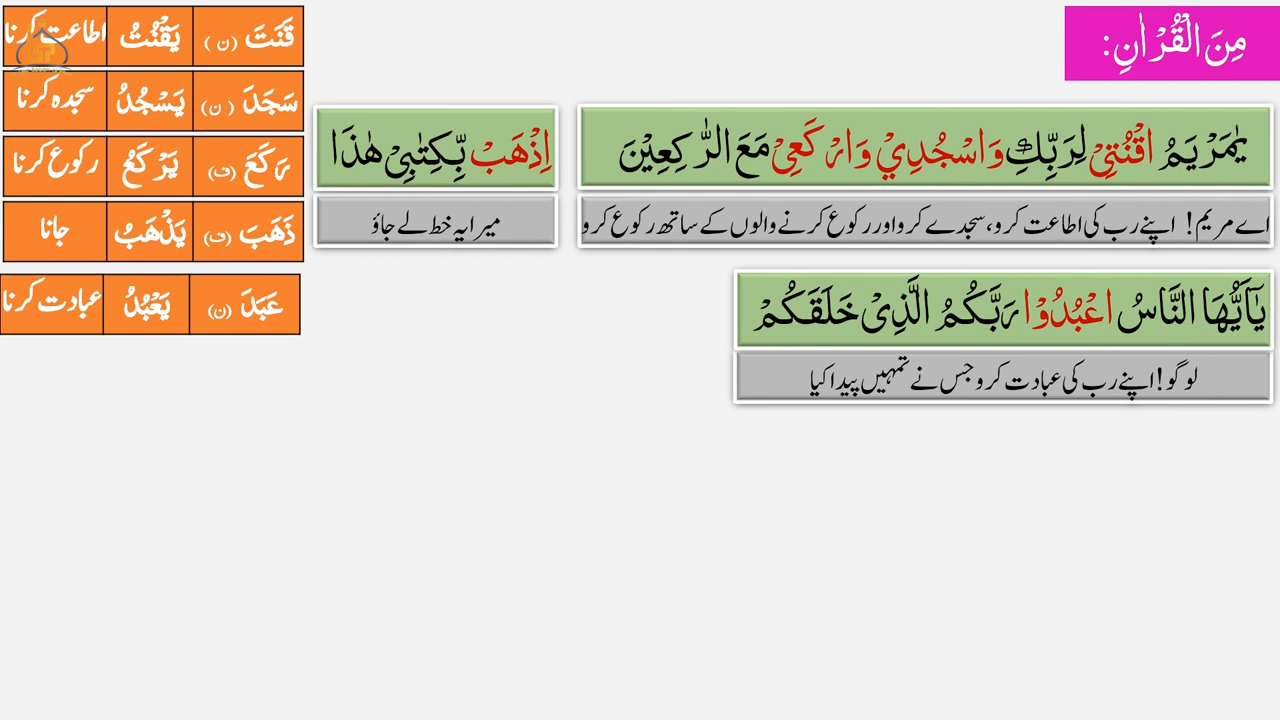 مِنَ الْقُرْاٰنِ:
يٰمَرْيَمُ اقْنُتِىْ لِرَبِّكِ وَاسْجُدِيْ وَارْكَعِىْ مَعَ الرّٰكِعِيْنَ
اے مریم! اپنے رب کی اطاعت کرو، سجدے کرو اور رکوع کرنے والوں کے ساتھ رکوع کرو
اِذْهَبْ بِّكِتٰبِىْ هٰذَا
میرا یہ خط لے جاؤ
يٰٓاَيُّهَا النَّاسُ اعْبُدُوْا رَبَّكُمُ الَّذِىْ خَلَقَكُمْ
لوگو! اپنے رب کی عبادت کرو جس نے تمہیں پیدا کیا
قَنَتَ (ن) يَقْنُتُ اطاعت کرنا
سَجَدَ (ن) يَسْجُدُ سجدہ کرنا
رَكَعَ (ف) يَرْكَعُ رکوع کرنا
ذَهَبَ (ف) يَذْهَبُ جانا
عَبَدَ (ن) يَعْبُدُ عبادت کرنا